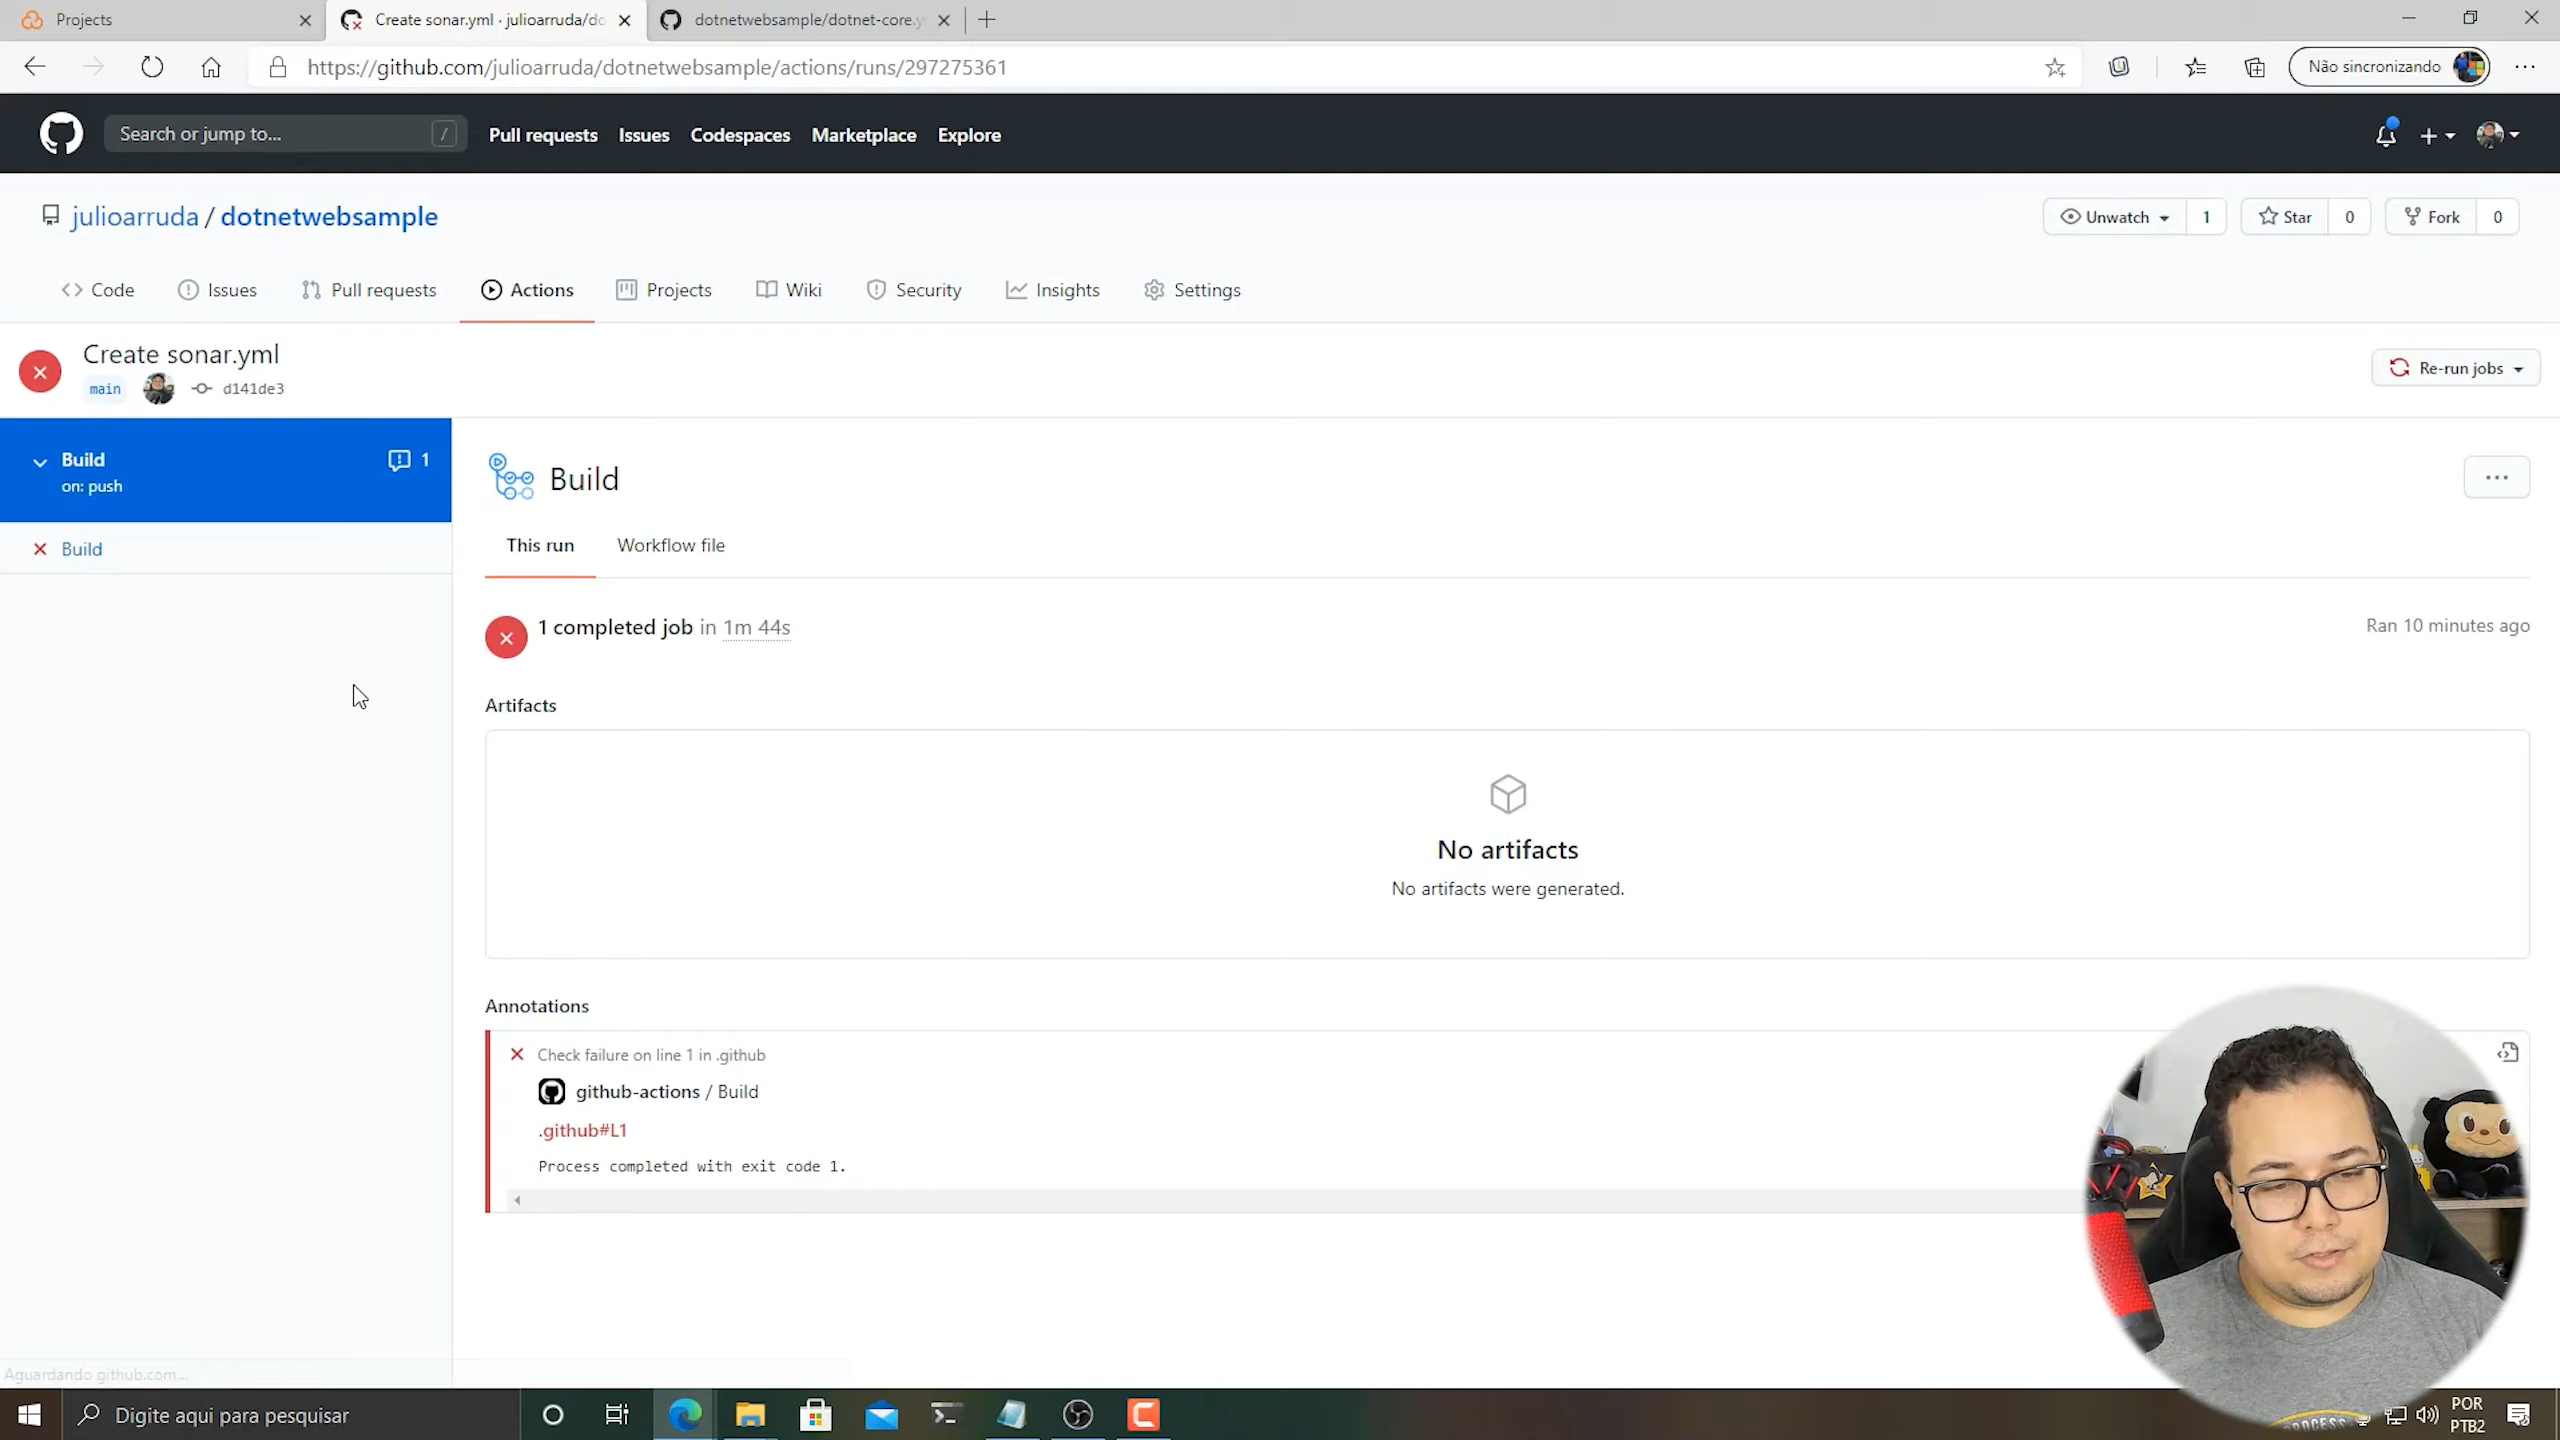 Projects
Create sonar.yml · julioarruda/do
dotnetwebsample/dotnet-core.y
https://github.com/julioarruda/dotnetwebsample/actions/runs/297275361
Não sincronizando
Search or jump to...
/
Pull requests
Issues
Codespaces
Marketplace
Explore
julioarruda / dotnetwebsample
Unwatch
1
Star
0
Fork
0
Code
Issues
Pull requests
Actions
Projects
Wiki
Security
Insights
Settings
Create sonar.yml
main
d141de3
Re-run jobs
Build
1
on: push
Build
Build
This run
Workflow file
1 completed job in 1m 44s
Ran 10 minutes ago
Artifacts
No artifacts
No artifacts were generated.
Annotations
Check failure on line 1 in .github
github-actions / Build
.github#L1
Process completed with exit code 1.
Aguardando github.com...
Digite aqui para pesquisar
PROCESS
POR
PTB2